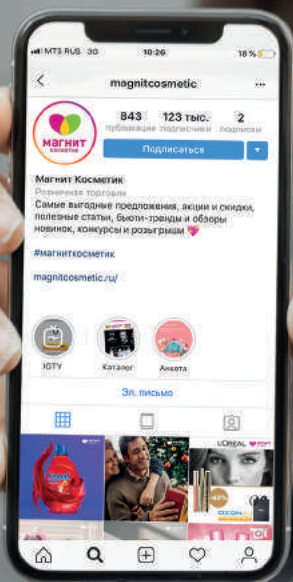 MTS RUS 3G 10:26 18 %
magnitcosmetic
843 123 тыс. 2
публикации подписчики подписки
МАГНИТ
КОСМЕТИК
Подписаться
Магнит Косметик
Розничная торговля
Самые выгодные предложения, акции и скидки,
полезные статьи, бьюти-тренды и обзоры
новинок, конкурсы и розыгрыши
#магниткосметик
magnitcosmetic.ru/
IGTV Каталог Анкета
Эл. письмо
L'ORÉAL